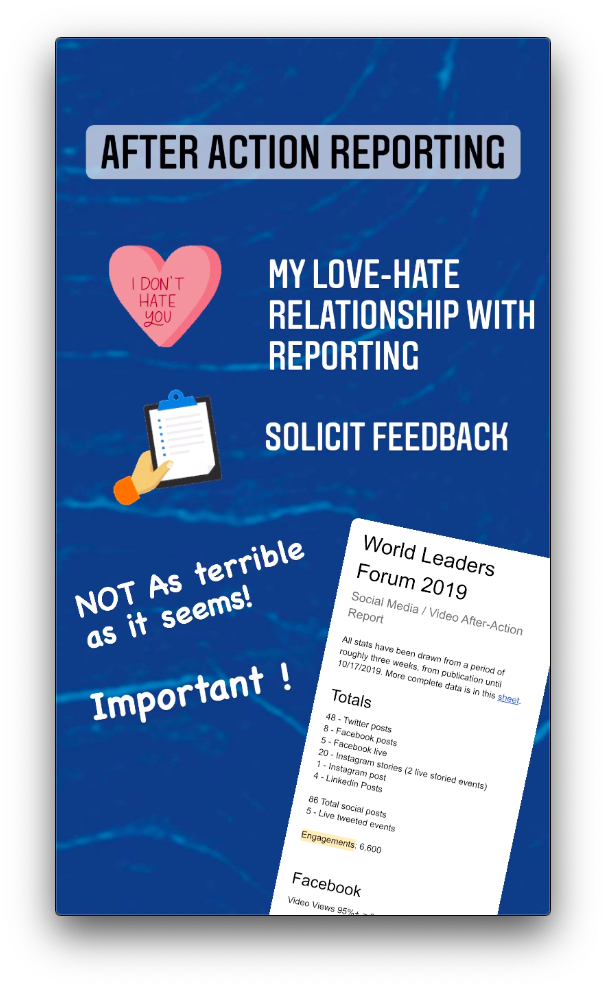 AFTER ACTION REPORTING
I DON'T
HATE
YOU
MY LOVE-HATE
RELATIONSHIP WITH
REPORTING
SOLICIT FEEDBACK
NOT As terrible
as it seems!
Important !
World Leaders
Forum 2019
Social Media / Video After-Action
Report
All stats have been drawn from a period of
roughly three weeks, from publication until
10/17/2019. More complete data is in this sheet.
Totals
48 - Twitter posts
8 - Facebook posts
5 - Facebook live
20 - Instagram stories (2 live storied events)
1 - Instagram post
4 - Linkedin Posts
86 Total social posts
5 - Live tweeted events
Engagements: 6,600
Facebook
Video Views 95%+